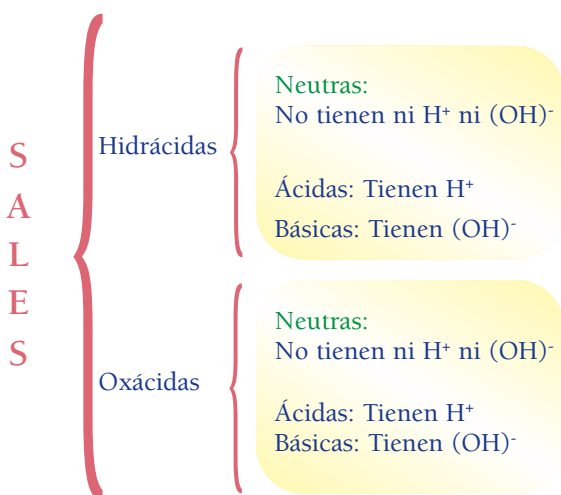 SALES
Hidrácidas
Neutras:
No tienen ni H⁺ ni (OH)⁻
Ácidas: Tienen H⁺
Básicas: Tienen (OH)⁻
Oxácidas
Neutras:
No tienen ni H⁺ ni (OH)⁻
Ácidas: Tienen H⁺
Básicas: Tienen (OH)⁻